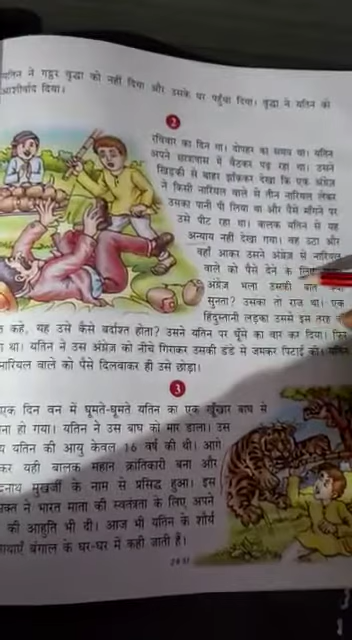 यतिन ने गट्ठर वृद्धा को नहीं दिया और उसके घर पहुँचा दिया। वृद्धा ने यतिन को
आशीर्वाद दिया।
2
रविवार का दिन था। दोपहर का समय था। यतिन
अपने छात्रावास में बैठकर पढ़ रहा था। उसने
खिड़की से बाहर झाँककर देखा कि एक अंग्रेज
ने किसी नारियल वाले से तीन नारियल लेकर
उसका पानी पी लिया था और पैसे माँगने पर
उसे पीट रहा था। बालक यतिन से यह
अन्याय नहीं देखा गया। वह उठा और
वहाँ आकर उसने अंग्रेज से नारियल
वाले को पैसे देने के लिए
अंग्रेज भला उसकी बात
सुनता? उसका तो राज था। एक
हिंदुस्तानी लड़का उससे इस तरह
कहे, यह उसे कैसे बर्दाश्त होता? उसने यतिन पर घूँसे का वार कर दिया। फिर
था। यतिन ने उस अंग्रेज को नीचे गिराकर उसकी डंडे से जमकर पिटाई की।
नारियल वाले को पैसे दिलवाकर ही उसे छोड़ा।
3
एक दिन वन में घूमते-घूमते यतिन का एक खूँखार बाघ से
ना हो गया। यतिन ने उस बाघ को मार डाला। उस
यतिन की आयु केवल 16 वर्ष की थी। आगे
कर यही बालक महान क्रांतिकारी बना और
द्रनाथ मुखर्जी के नाम से प्रसिद्ध हुआ। इस
भक्त ने भारत माता की स्वतंत्रता के लिए अपने
की आहुति भी दी। आज भी यतिन के शौर्य
गाथाएँ बंगाल के घर-घर में कही जाती हैं।